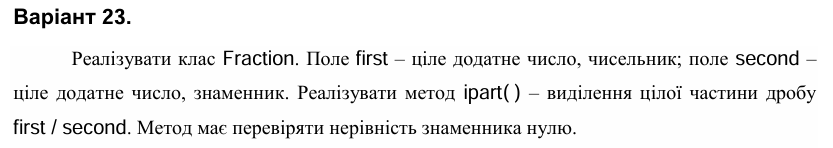 Варіант 23.
Реалізувати клас Fraction. Поле first – ціле додатне число, чисельник; поле second –
ціле додатне число, знаменник. Реалізувати метод ipart( ) – виділення цілої частини дробу
first / second. Метод має перевіряти нерівність знаменника нулю.